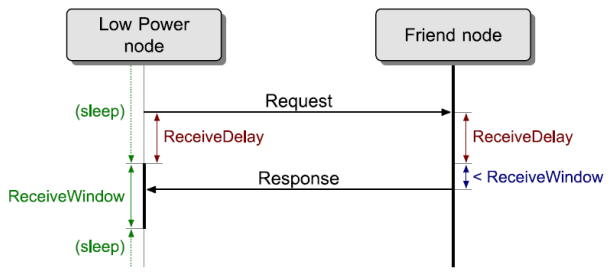 Low Power
node
Friend node
(sleep)
Request
ReceiveDelay
ReceiveDelay
ReceiveWindow
Response
< ReceiveWindow
(sleep)